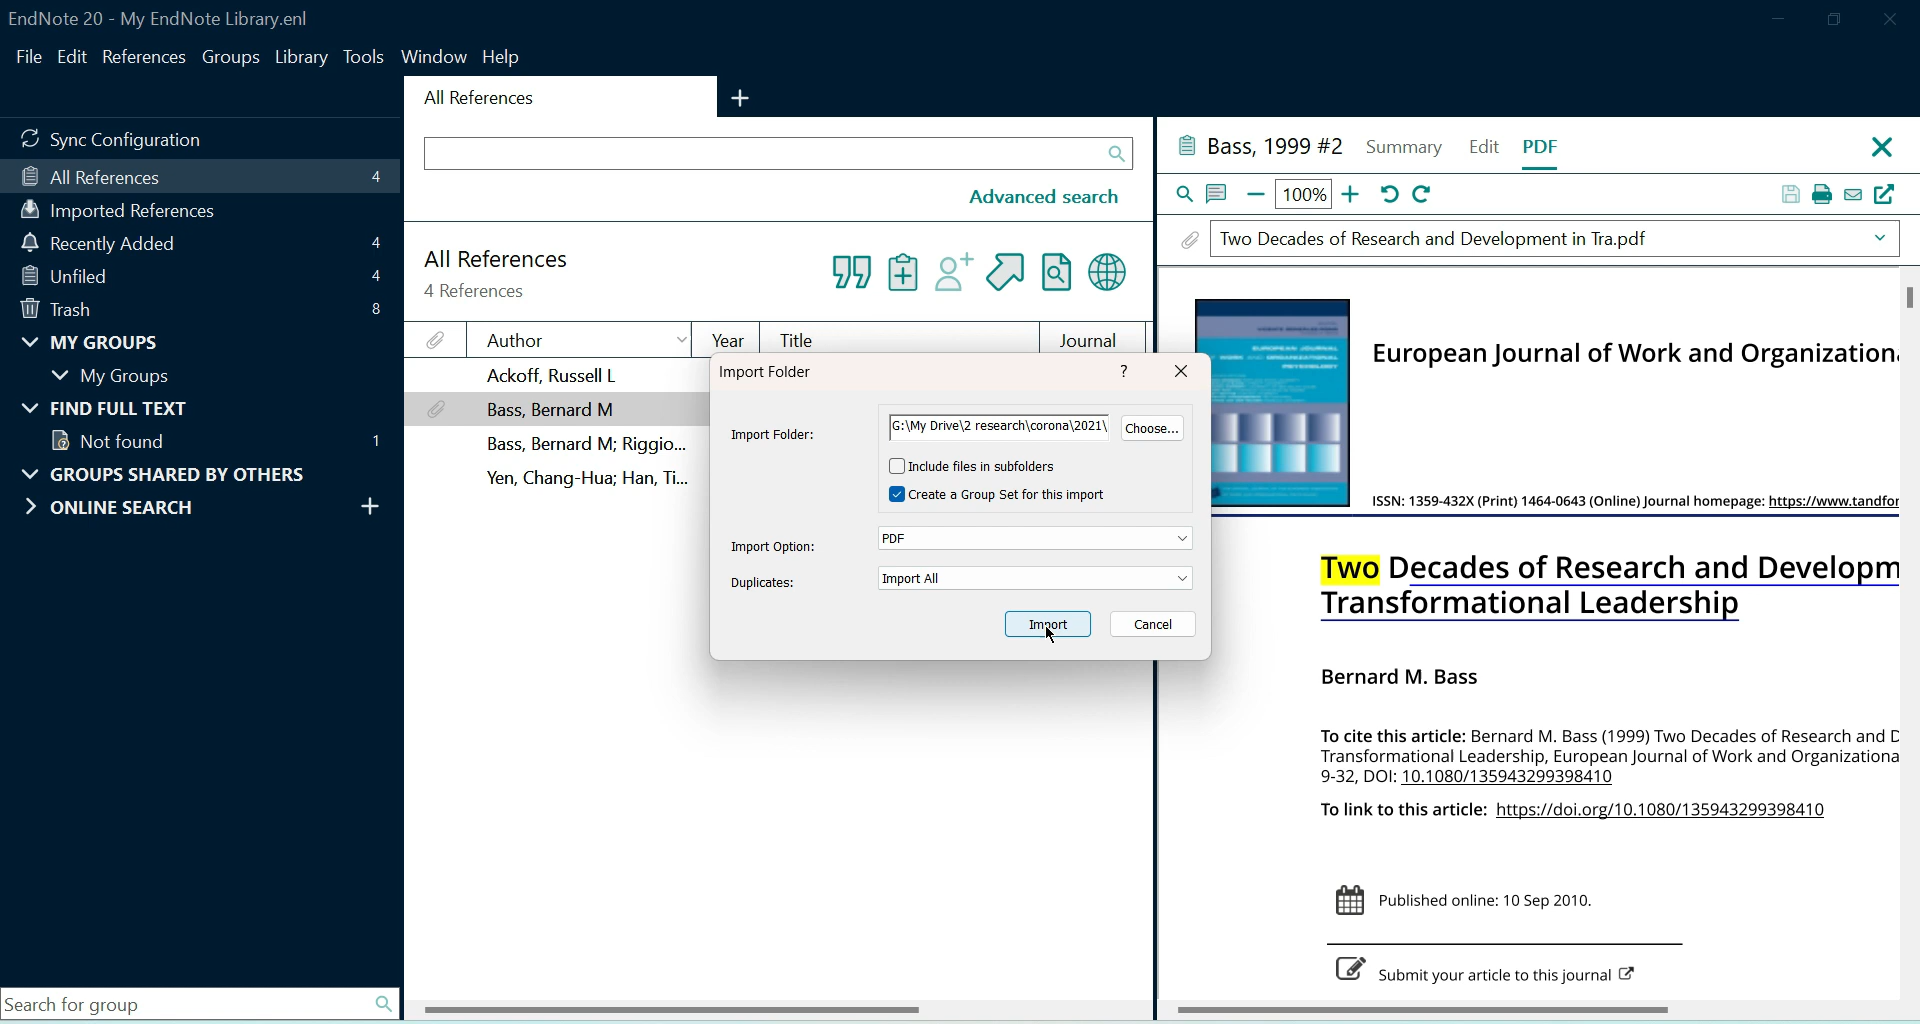 EndNote 20 - My EndNote Library.enl
File Edit References Groups Library Tools Window Help
Sync Configuration
All References 4
Imported References
Recently Added 4
Unfiled 4
Trash 8
MY GROUPS
My Groups
FIND FULL TEXT
Not found 1
GROUPS SHARED BY OTHERS
ONLINE SEARCH +
Search for group
All References +
Advanced search
All References
4 References
Author Year Title Journal
Ackoff, Russell L
Bass, Bernard M
Bass, Bernard M; Riggio...
Yen, Chang-Hua; Han, Ti...
Import Folder ?
Import Folder: G:\My Drive\2 research\corona\2021\ Choose...
Include files in subfolders
Create a Group Set for this import
Import Option: PDF
Duplicates: Import All
Import Cancel
Bass, 1999 #2 Summary Edit PDF
100%
Two Decades of Research and Development in Tra.pdf
European Journal of Work and Organizationa
ISSN: 1359-432X (Print) 1464-0643 (Online) Journal homepage: https://www.tandfor
Two Decades of Research and Developm
Transformational Leadership
Bernard M. Bass
To cite this article: Bernard M. Bass (1999) Two Decades of Research and D
Transformational Leadership, European Journal of Work and Organizationa
9-32, DOI: 10.1080/135943299398410
To link to this article: https://doi.org/10.1080/135943299398410
Published online: 10 Sep 2010.
Submit your article to this journal